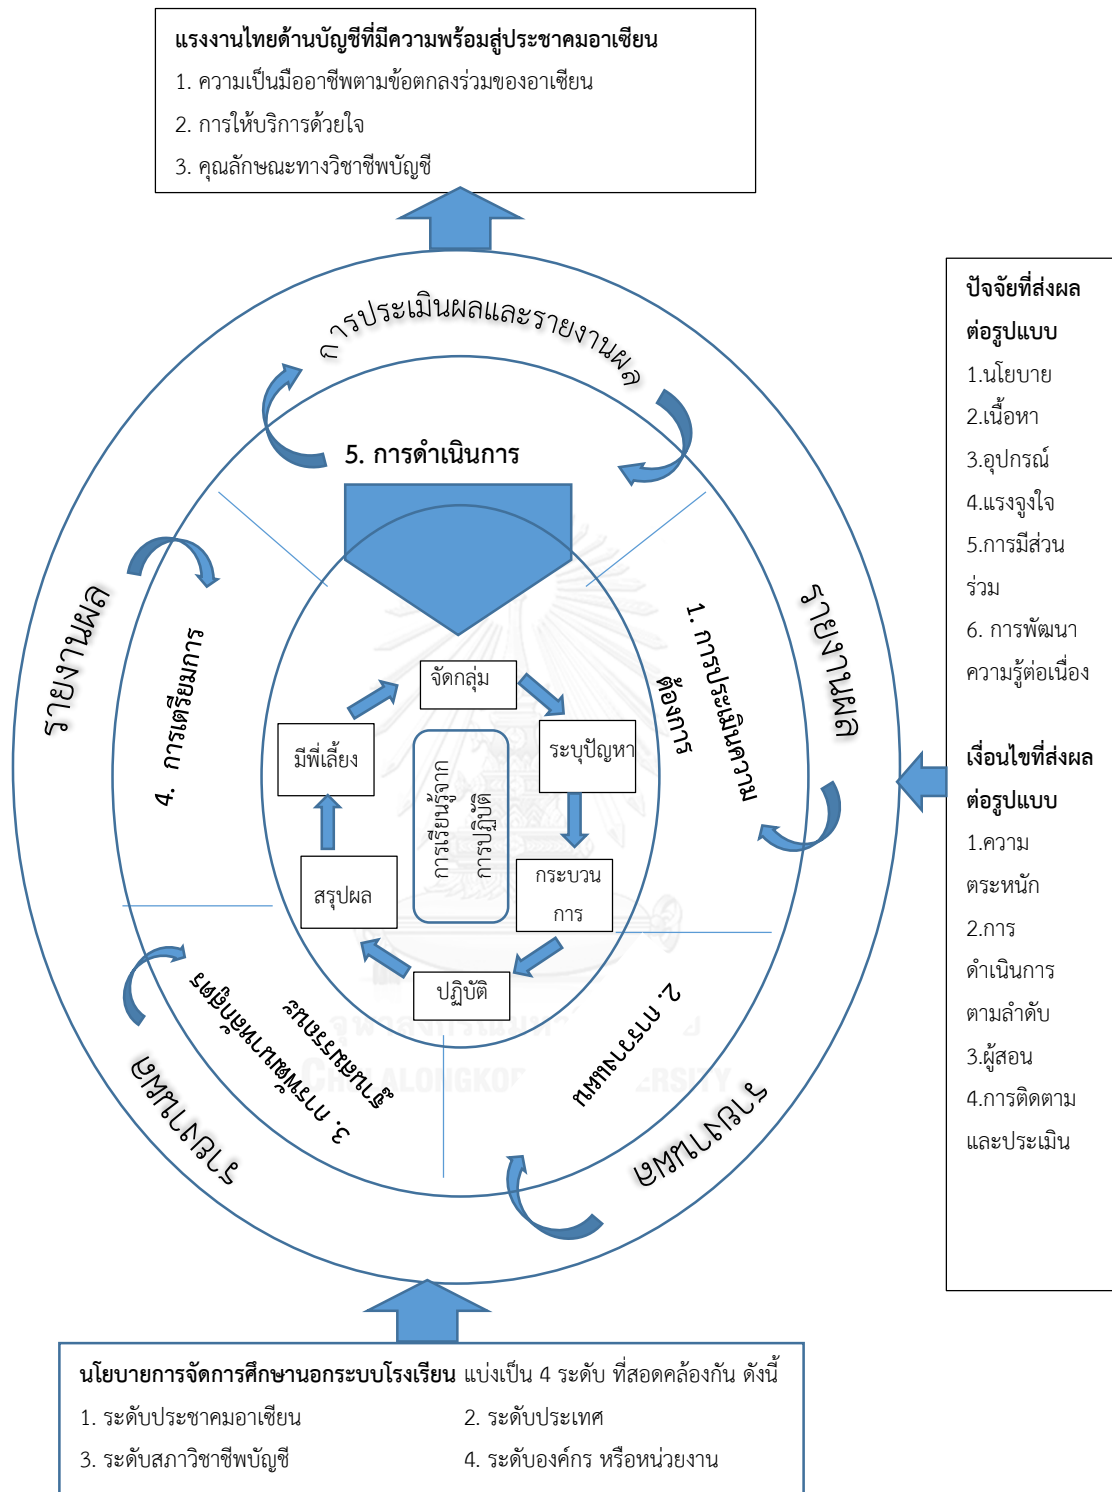 แรงงานไทยด้านบัญชีที่มีความพร้อมสู่ประชาคมอาเซียน
1. ความเป็นมืออาชีพตามข้อตกลงร่วมของอาเซียน
2. การให้บริการด้วยใจ
3. คุณลักษณะทางวิชาชีพบัญชี
การประเมินผลและรายงานผล
5. การดำเนินการ
รายงานผล
รายงานผล
4. การเตรียมการ
1. การประเมินความ
ต้องการ
จัดกลุ่ม
มีพี่เลี้ยง
ระบุปัญหา
การเรียนรู้จาก
การปฏิบัติ
สรุปผล
กระบวน
การ
ปฏิบัติ
2. การวางแผน
3. การพัฒนาหลักสูตร
ฐานสมรรถนะ
จุฬาลงกรณ์มห
ย
CHULALONGKO
ERSITY
รายงานผล
รายงานผล
ปัจจัยที่ส่งผล
ต่อรูปแบบ
1.นโยบาย
2.เนื้อหา
3.อุปกรณ์
4.แรงจูงใจ
5.การมีส่วน
ร่วม
6. การพัฒนา
ความรู้ต่อเนื่อง
เงื่อนไขที่ส่งผล
ต่อรูปแบบ
1.ความ
ตระหนัก
2.การ
ดำเนินการ
ตามลำดับ
3.ผู้สอน
4.การติดตาม
และประเมิน
นโยบายการจัดการศึกษานอกระบบโรงเรียน แบ่งเป็น 4 ระดับ ที่สอดคล้องกัน ดังนี้
1. ระดับประชาคมอาเซียน 2. ระดับประเทศ
3. ระดับสภาวิชาชีพบัญชี 4. ระดับองค์กร หรือหน่วยงาน